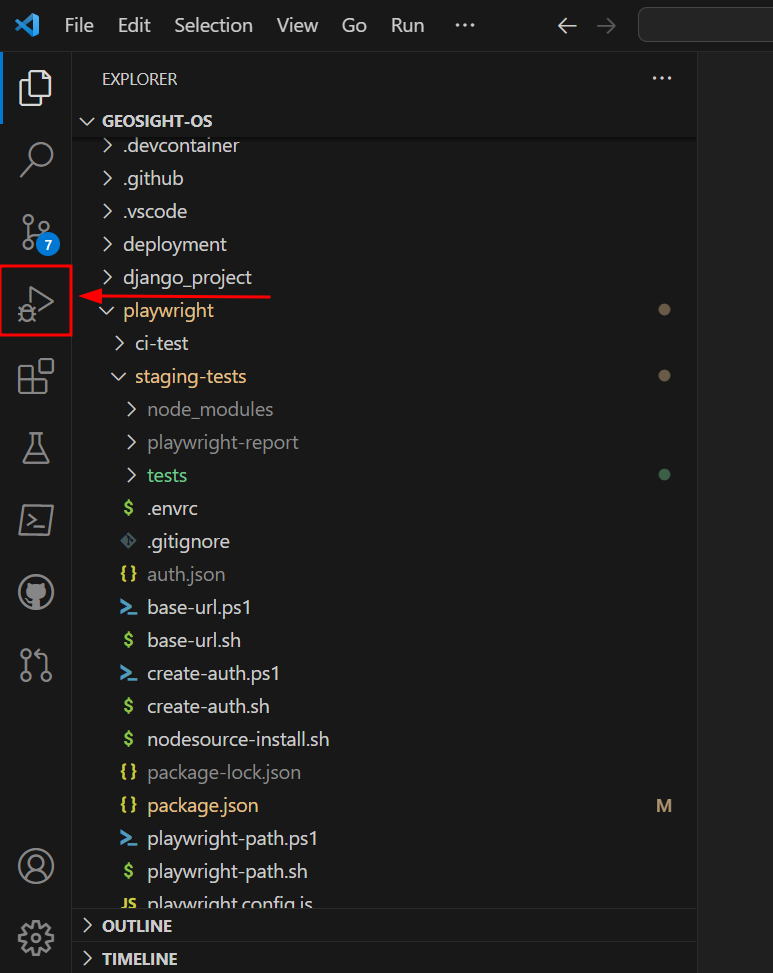 File Edit Selection View Go Run ···
EXPLORER ···
GEOSIGHT-OS
.devcontainer
.github
.vscode
7
deployment
django_project
playwright
ci-test
staging-tests
node_modules
playwright-report
tests
$ .envrc
.gitignore
{} auth.json
base-url.ps1
$ base-url.sh
create-auth.ps1
$ create-auth.sh
$ nodesource-install.sh
{} package-lock.json
{} package.json M
playwright-path.ps1
$ playwright-path.sh
JS playwright.config.js
OUTLINE
TIMELINE